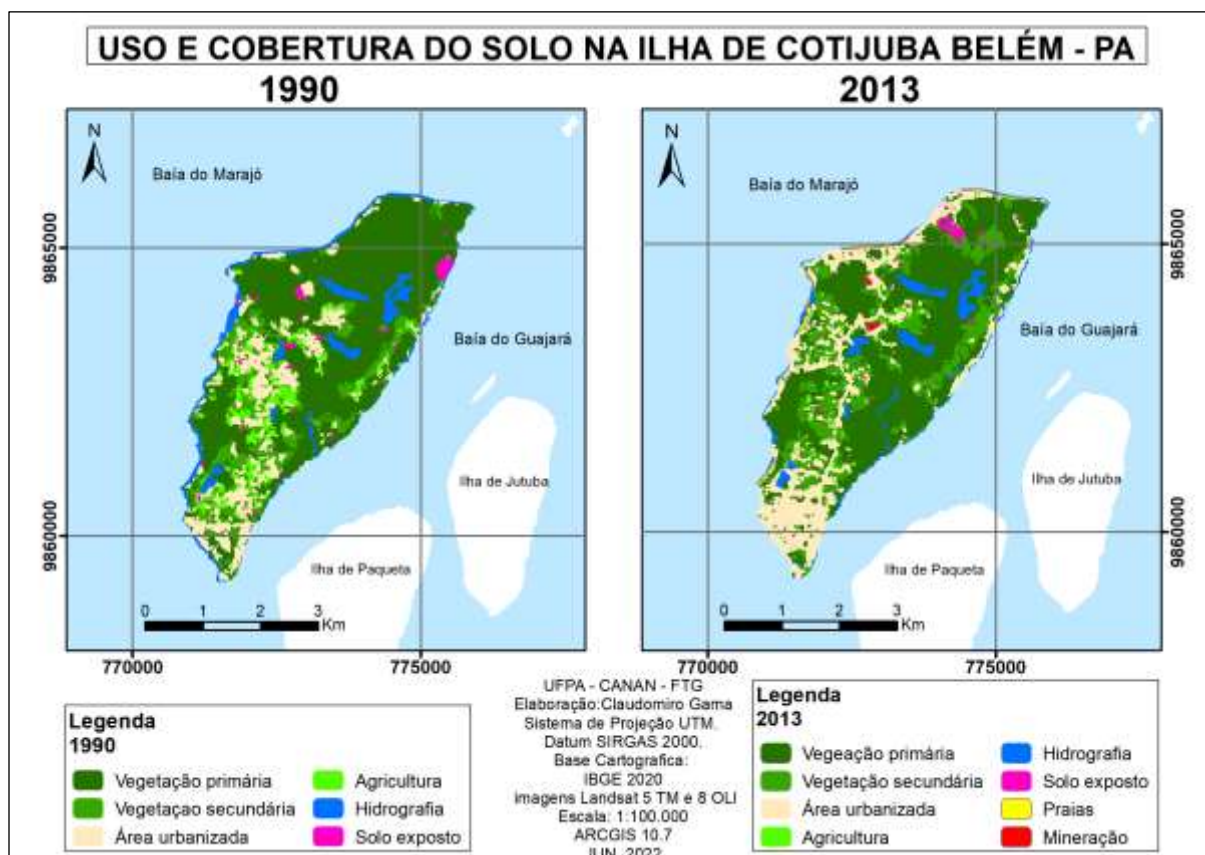 USO E COBERTURA DO SOLO NA ILHA DE COTIJUBA BELÉM - PA
1990
2013
N
Baía do Marajó
9865000
Baía do Guajará
Ilha de Jutuba
9860000
Ilha de Paqueta
0 1 2 3
Km
770000
775000
N
Baía do Marajó
9865000
Baía do Guajará
Ilha de Jutuba
9860000
Ilha de Paqueta
0 1 2 3
Km
770000
775000
Legenda
1990
Vegetação primária
Vegetaçao secundária
Área urbanizada
Agricultura
Hidrografia
Solo exposto
UFPA - CANAN - FTG
Elaboração:Claudomiro Gama
Sistema de Projeção UTM.
Datum SIRGAS 2000.
Base Cartografica:
IBGE 2020
imagens Landsat 5 TM e 8 OLI
Escala: 1:100.000
ARCGIS 10.7
JUN. 2022
Legenda
2013
Vegeação primária
Vegetação secundária
Área urbanizada
Agricultura
Hidrografia
Solo exposto
Praias
Mineração